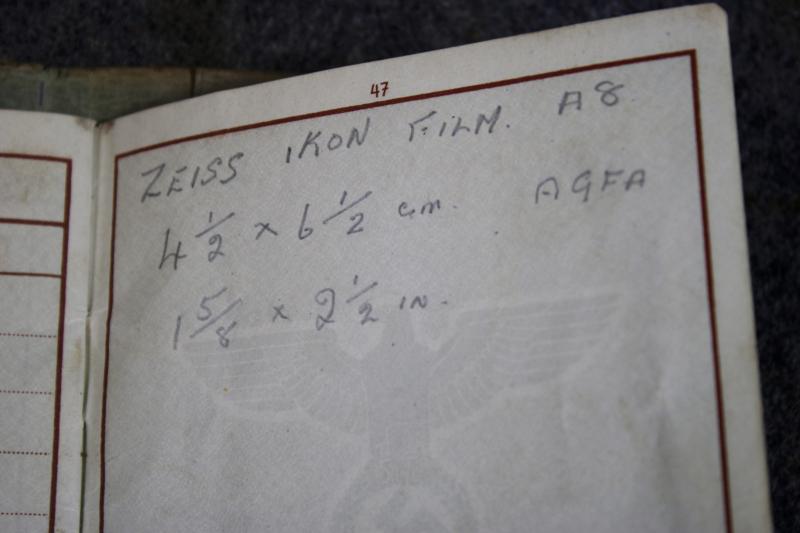 47
ZEISS IKON FILM. A8
4 1/2 x 6 1/2 cm. AGFA
1 5/8 x 2 1/2 IN.